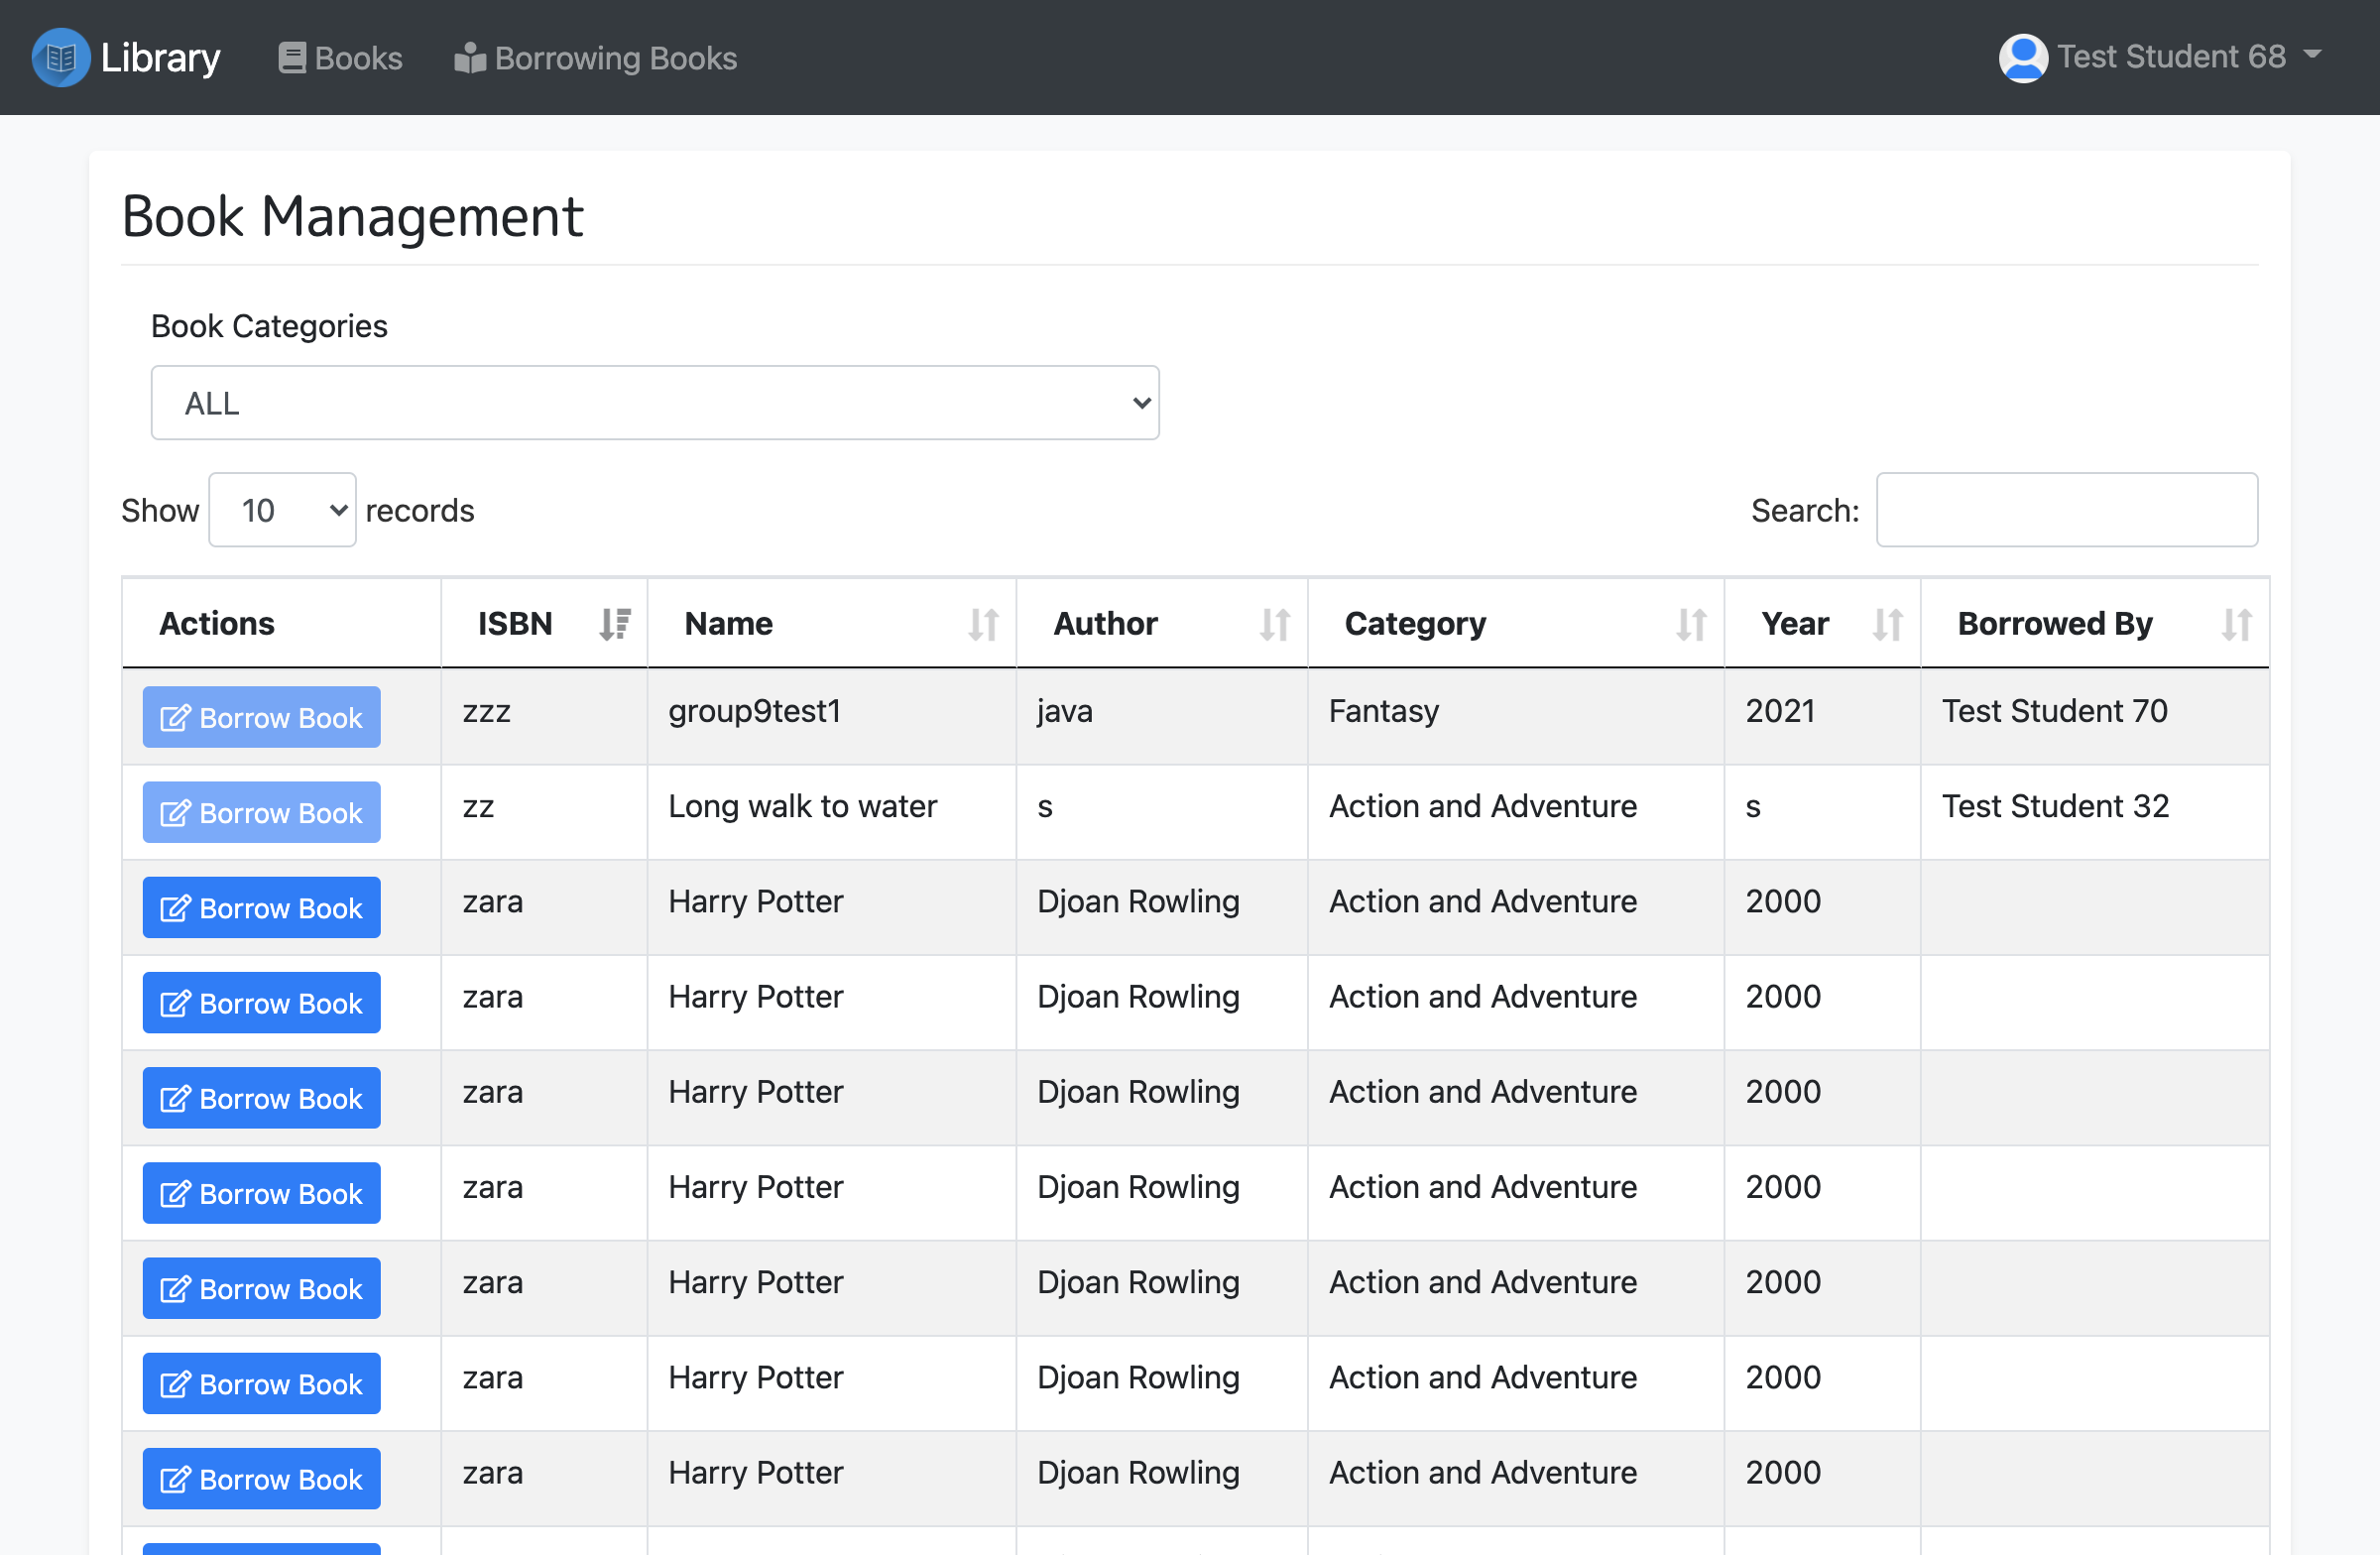 Library Books Borrowing Books Test Student 68
Book Management
Book Categories
ALL
Show 10 records Search:
Actions ISBN Name Author Category Year Borrowed By
Borrow Book zzz group9test1 java Fantasy 2021 Test Student 70
Borrow Book zz Long walk to water s Action and Adventure s Test Student 32
Borrow Book zara Harry Potter Djoan Rowling Action and Adventure 2000
Borrow Book zara Harry Potter Djoan Rowling Action and Adventure 2000
Borrow Book zara Harry Potter Djoan Rowling Action and Adventure 2000
Borrow Book zara Harry Potter Djoan Rowling Action and Adventure 2000
Borrow Book zara Harry Potter Djoan Rowling Action and Adventure 2000
Borrow Book zara Harry Potter Djoan Rowling Action and Adventure 2000
Borrow Book zara Harry Potter Djoan Rowling Action and Adventure 2000